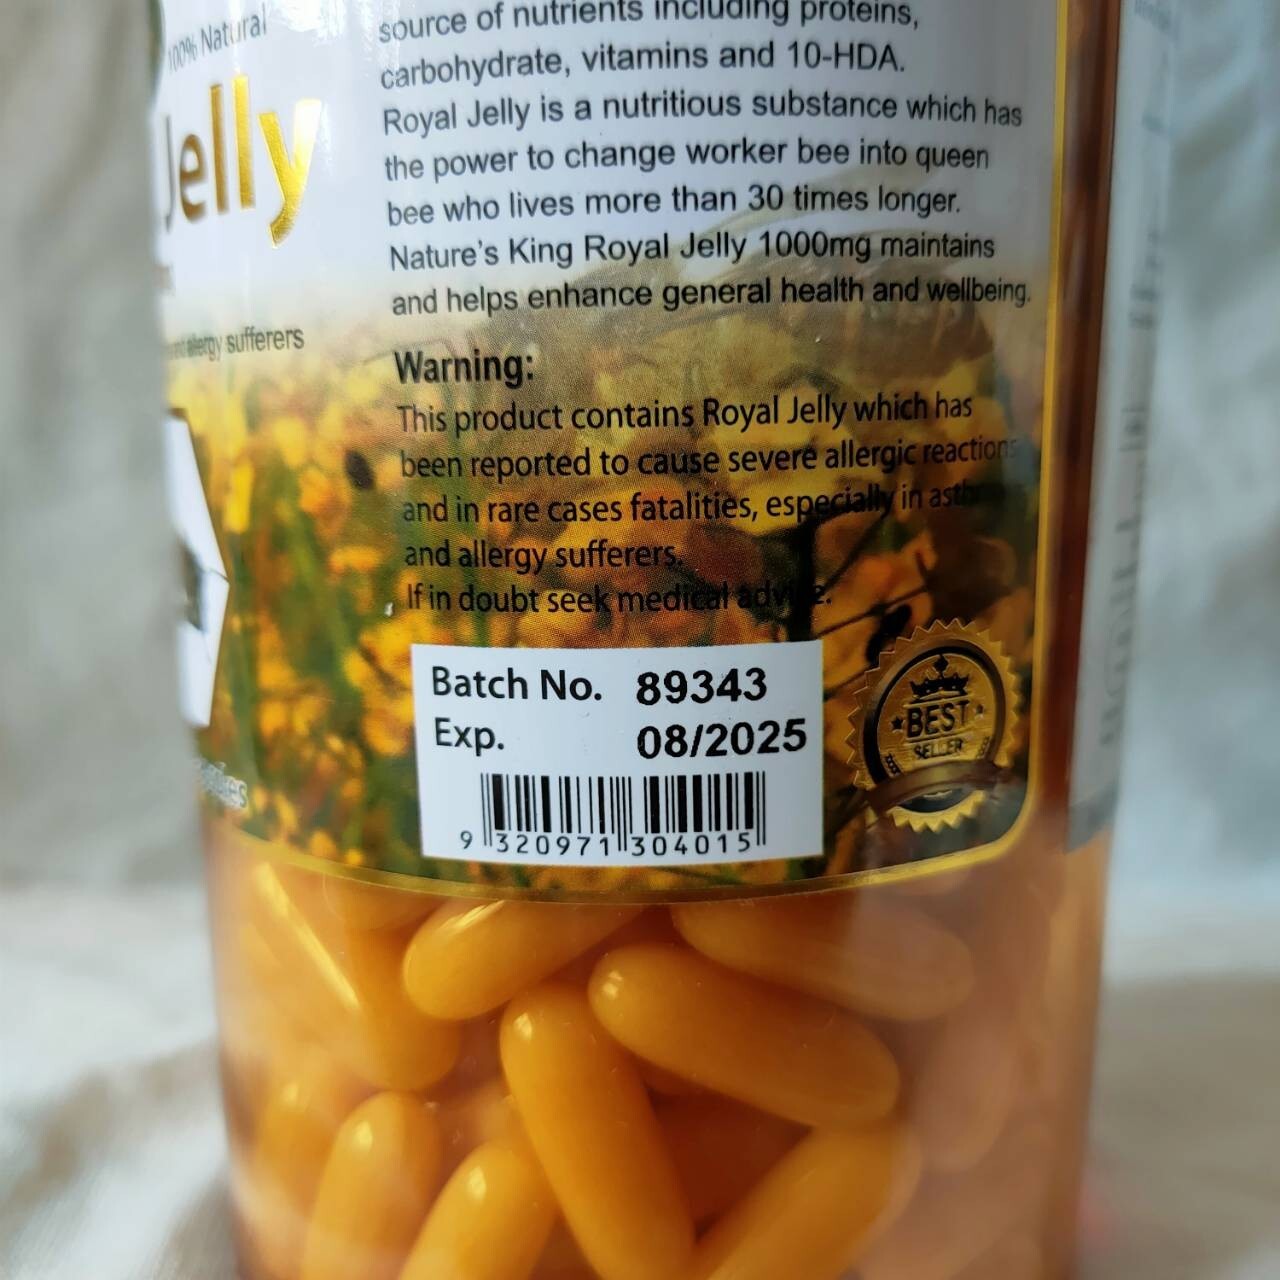 100% Natural
Jelly
allergy sufferers
source of nutrients including proteins,
carbohydrate, vitamins and 10-HDA.
Royal Jelly is a nutritious substance which has
the power to change worker bee into queen
bee who lives more than 30 times longer.
Nature's King Royal Jelly 1000mg maintains
and helps enhance general health and wellbeing.
Warning:
This product contains Royal Jelly which has
been reported to cause severe allergic reactions
and in rare cases fatalities, especially in
and allergy sufferers.
If in doubt seek medical advice.
Batch No. 89343
Exp. 08/2025
9 320971 304015
BEST
SELLER